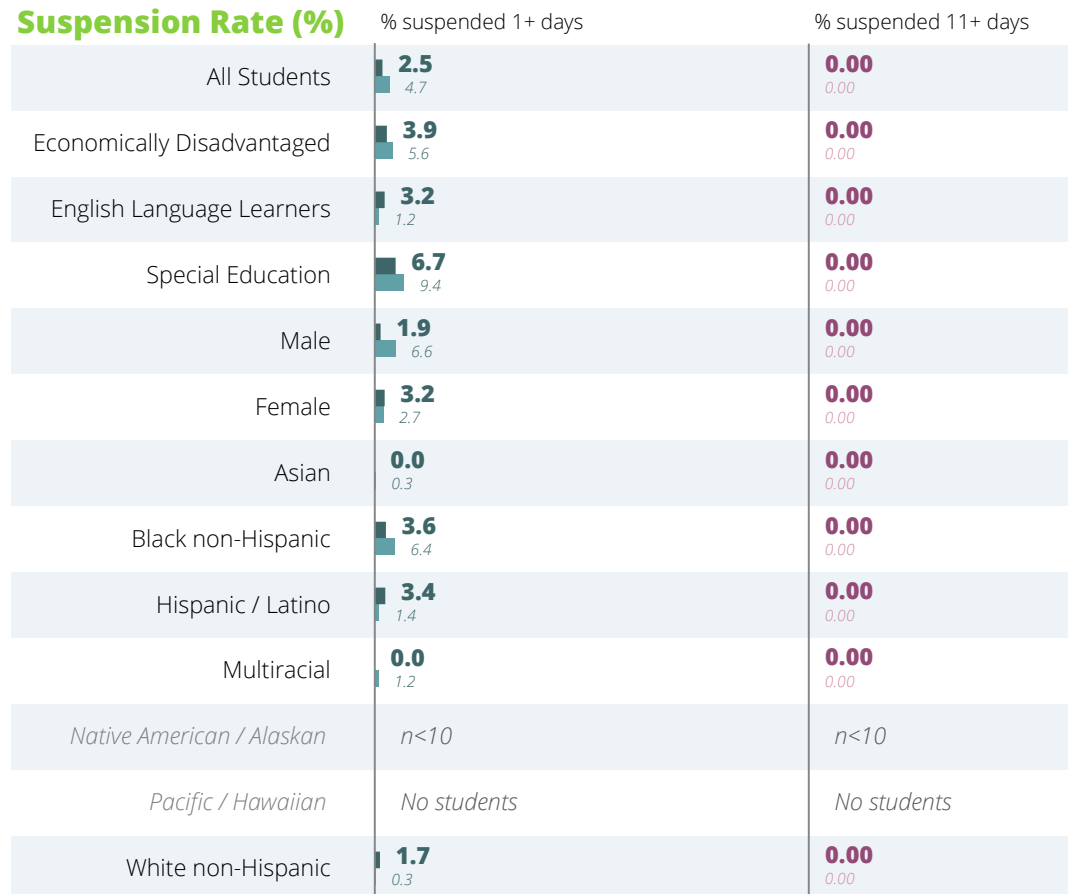 Suspension Rate (%) % suspended 1+ days % suspended 11+ days
All Students 2.5 0.00
4.7 0.00
Economically Disadvantaged 3.9 0.00
5.6 0.00
English Language Learners 3.2 0.00
1.2 0.00
Special Education 6.7 0.00
9.4 0.00
Male 1.9 0.00
6.6 0.00
Female 3.2 0.00
2.7 0.00
Asian 0.0 0.00
0.3 0.00
Black non-Hispanic 3.6 0.00
6.4 0.00
Hispanic / Latino 3.4 0.00
1.4 0.00
Multiracial 0.0 0.00
1.2 0.00
Native American / Alaskan n<10 n<10
Pacific / Hawaiian No students No students
White non-Hispanic 1.7 0.00
0.3 0.00